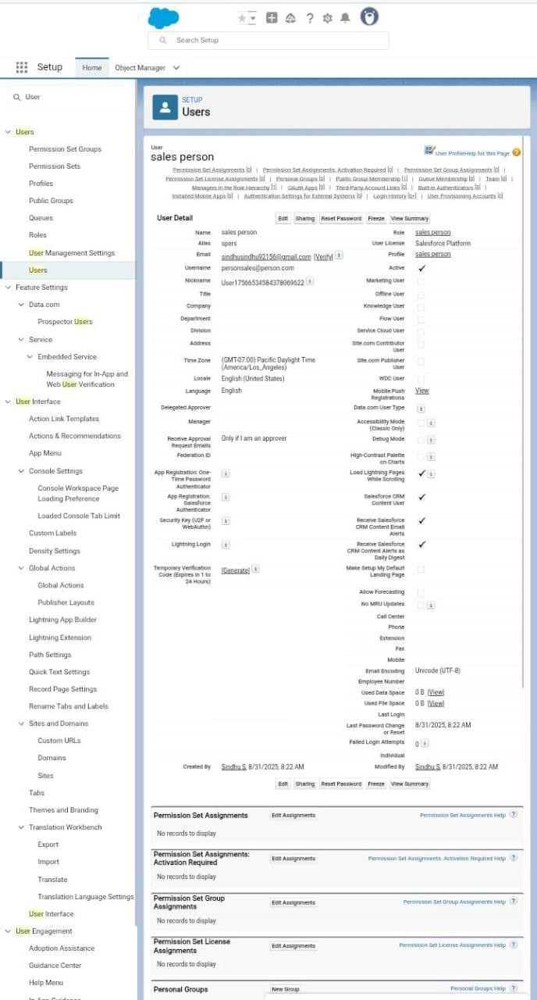 Search Setup
Setup
Home
Object Manager
User
Users
Permission Set Groups
Permission Sets
Profiles
Public Groups
Queues
Roles
User Management Settings
Users
Feature Settings
Data.com
Prospector Users
Service
Embedded Service
Messaging for In-App and
Web User Verification
User Interface
Action Link Templates
Actions & Recommendations
App Menu
Console Settings
Console Workspace Page
Loading Preference
Loaded Console Tab Limit
Custom Labels
Density Settings
Global Actions
Global Actions
Publisher Layouts
Lightning App Builder
Lightning Extension
Path Settings
Quick Text Settings
Record Page Settings
Rename Tabs and Labels
Sites and Domains
Custom URLs
Domains
Sites
Tabs
Themes and Branding
Translation Workbench
Export
Import
Translate
Translation Language Settings
User Interface
User Engagement
Adoption Assistance
Guidance Center
Help Menu
In-App Guidance
SETUP
Users
User
sales person
User Profile Help for this Page
Permission Set Assignments [0] | Permission Set Assignments: Activation Required [0] | Permission Set Group Assignments [0] |
Permission Set License Assignments [0] | Personal Groups [0] | Public Group Membership [1] | Queue Membership [0] | Team [0] |
Managers in the Role Hierarchy [1] | OAuth Apps [0] | Third-Party Account Links [0] | Built-in Authenticators [0] |
Installed Mobile Apps [0] | Authentication Settings for External Systems [0] | Login History [0+] | User Provisioning Accounts [0]
User Detail
Edit Sharing Reset Password Freeze View Summary
Name sales person Role sales person
Alias spers User License Salesforce Platform
Email sindhusindhu92156@gmail.com [Verify] Profile sales person
Username personsales@person.com Active
Nickname User17566534584378069622 Marketing User
Title Offline User
Company Knowledge User
Department Flow User
Division Service Cloud User
Address Site.com Contributor
User
Time Zone (GMT-07:00) Pacific Daylight Time Site.com Publisher
(America/Los_Angeles) User
Locale English (United States) WDC User
Language English Mobile Push View
Registrations
Delegated Approver Data.com User Type
Manager Accessibility Mode
(Classic Only)
Receive Approval Only if I am an approver Debug Mode
Request Emails
Federation ID High-Contrast Palette
on Charts
App Registration: One- Load Lightning Pages
Time Password While Scrolling
Authenticator
App Registration: Salesforce CRM
Salesforce Content User
Authenticator
Security Key (U2F or Receive Salesforce
WebAuthn) CRM Content Email
Alerts
Lightning Login Receive Salesforce
CRM Content Alerts as
Daily Digest
Temporary Verification [Generate] Make Setup My Default
Code (Expires in 1 to Landing Page
24 Hours)
Allow Forecasting
No MRU Updates
Call Center
Phone
Extension
Fax
Mobile
Email Encoding Unicode (UTF-8)
Employee Number
Used Data Space 0 B [View]
Used File Space 0 B [View]
Last Login
Last Password Change 8/31/2025, 8:22 AM
or Reset
Failed Login Attempts 0
Individual
Created By Sindhu S, 8/31/2025, 8:22 AM Modified By Sindhu S, 8/31/2025, 8:22 AM
Edit Sharing Reset Password Freeze View Summary
Permission Set Assignments Edit Assignments Permission Set Assignments Help
No records to display
Permission Set Assignments: Edit Assignments Permission Set Assignments: Activation Required Help
Activation Required
No records to display
Permission Set Group Edit Assignments Permission Set Group Assignments Help
Assignments
No records to display
Permission Set License Edit Assignments Permission Set License Assignments Help
Assignments
No records to display
Personal Groups New Group Personal Groups Help